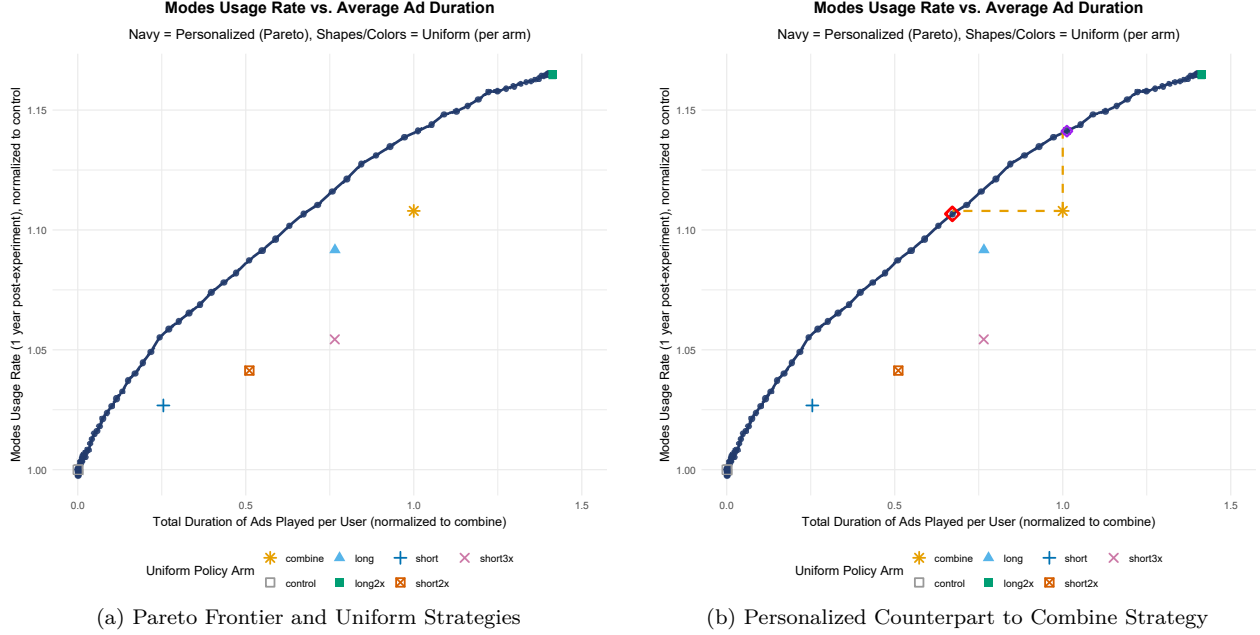 Modes Usage Rate vs. Average Ad Duration
Navy = Personalized (Pareto), Shapes/Colors = Uniform (per arm)
Modes Usage Rate (1 year post-experiment), normalized to control
1.15
1.10
1.05
1.00
0.0 0.5 1.0 1.5
Total Duration of Ads Played per User (normalized to combine)
Uniform Policy Arm
combine long short short3x
control long2x short2x
(a) Pareto Frontier and Uniform Strategies
Modes Usage Rate vs. Average Ad Duration
Navy = Personalized (Pareto), Shapes/Colors = Uniform (per arm)
Modes Usage Rate (1 year post-experiment), normalized to control
1.15
1.10
1.05
1.00
0.0 0.5 1.0 1.5
Total Duration of Ads Played per User (normalized to combine)
Uniform Policy Arm
combine long short short3x
control long2x short2x
(b) Personalized Counterpart to Combine Strategy